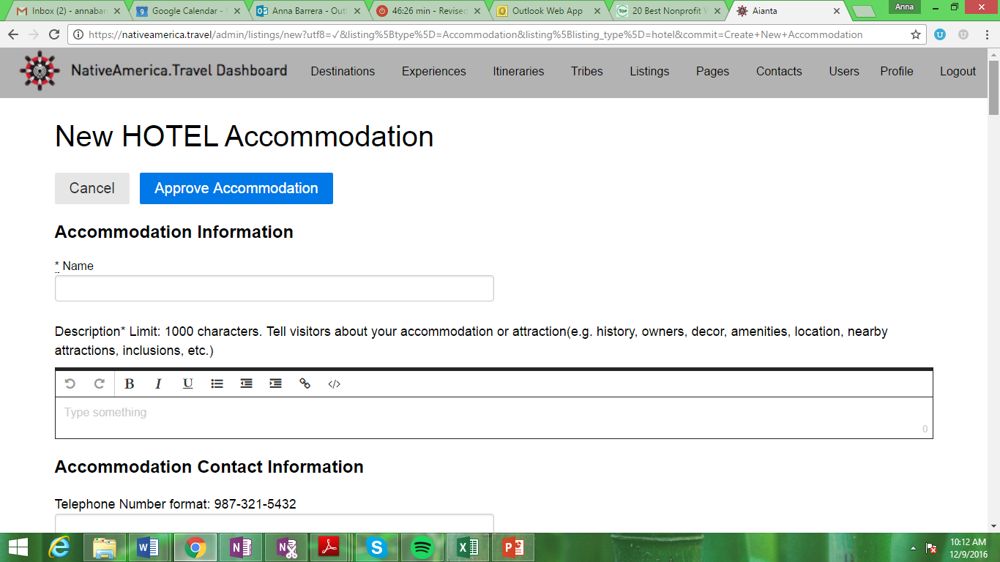 Inbox (2) - annabar
Google Calendar -
Anna Barrera - Outl
46:26 min - Revised
Outlook Web App
20 Best Nonprofit W
Aianta
Anna
https://nativeamerica.travel/admin/listings/new?utf8=✓&listing%5Btype%5D=Accommodation&listing%5Blisting_type%5D=hotel&commit=Create+New+Accommodation
NativeAmerica.Travel Dashboard
Destinations
Experiences
Itineraries
Tribes
Listings
Pages
Contacts
Users
Profile
Logout
New HOTEL Accommodation
Cancel
Approve Accommodation
Accommodation Information
* Name
Description* Limit: 1000 characters. Tell visitors about your accommodation or attraction(e.g. history, owners, decor, amenities, location, nearby
attractions, inclusions, etc.)
B I U </>
Type something
0
Accommodation Contact Information
Telephone Number format: 987-321-5432
10:12 AM
12/9/2016